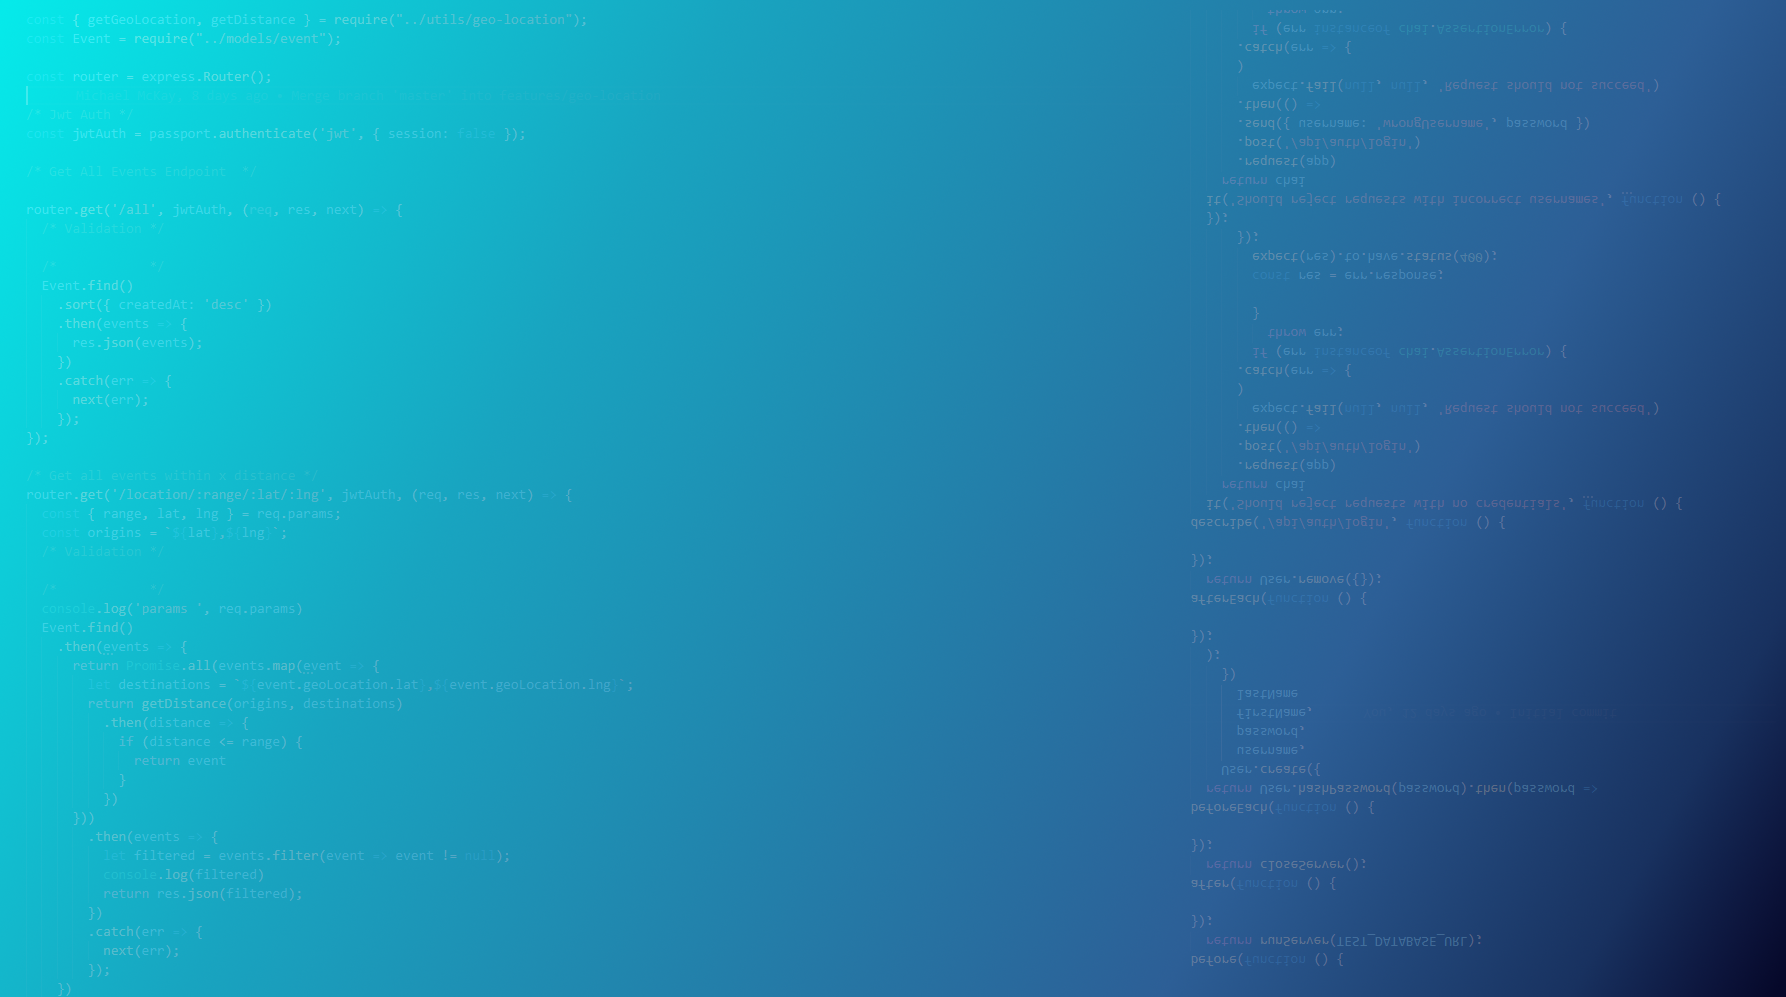 const { getGeoLocation, getDistance } = require("../utils/geo-location");
const Event = require("../models/event");
const router = express.Router();
/* Jwt Auth */
const jwtAuth = passport.authenticate('jwt', { session: false });
/* Get All Events Endpoint  */
router.get('/all', jwtAuth, (req, res, next) => {
  /* Validation */
  /*            */
  Event.find()
    .sort({ createdAt: 'desc' })
    .then(events => {
      res.json(events);
    })
    .catch(err => {
      next(err);
    });
});
/* Get all events within x distance */
router.get('/location/:range/:lat/:lng', jwtAuth, (req, res, next) => {
  const { range, lat, lng } = req.params;
  const origins = `${lat},${lng}`;
  /* Validation */
  /*            */
  console.log('params ', req.params)
  Event.find()
    .then(events => {
      return Promise.all(events.map(event => {
        let destinations = `${event.geoLocation.lat},${event.geoLocation.lng}`;
        return getDistance(origins, destinations)
          .then(distance => {
            if (distance <= range) {
              return event
            }
          })
      }))
        .then(events => {
          let filtered = events.filter(event => event != null);
          console.log(filtered)
          return res.json(filtered);
        })
        .catch(err => {
          next(err);
        });
    })
before(function () {
  return runServer(TEST_DATABASE_URL);
});
after(function () {
  return closeServer();
});
beforeEach(function () {
  return User.hashPassword(password).then(password =>
    User.create({
      username,
      password,
      firstName,
      lastName
    })
  );
});
afterEach(function () {
  return User.remove({});
});
describe('/api/auth/login', function () {
  it('Should reject requests with no credentials', function () {
    return chai
      .request(app)
      .post('/api/auth/login')
      .then(() =>
        expect.fail(null, null, 'Request should not succeed')
      )
      .catch(err => {
        if (err instanceof chai.AssertionError) {
          throw err;
        }
        const res = err.response;
        expect(res).to.have.status(400);
      });
  });
  it('Should reject requests with incorrect usernames', function () {
    return chai
      .request(app)
      .post('/api/auth/login')
      .send({ username: 'wrongUsername', password })
      .then(() =>
        expect.fail(null, null, 'Request should not succeed')
      )
      .catch(err => {
        if (err instanceof chai.AssertionError) {
          throw err;